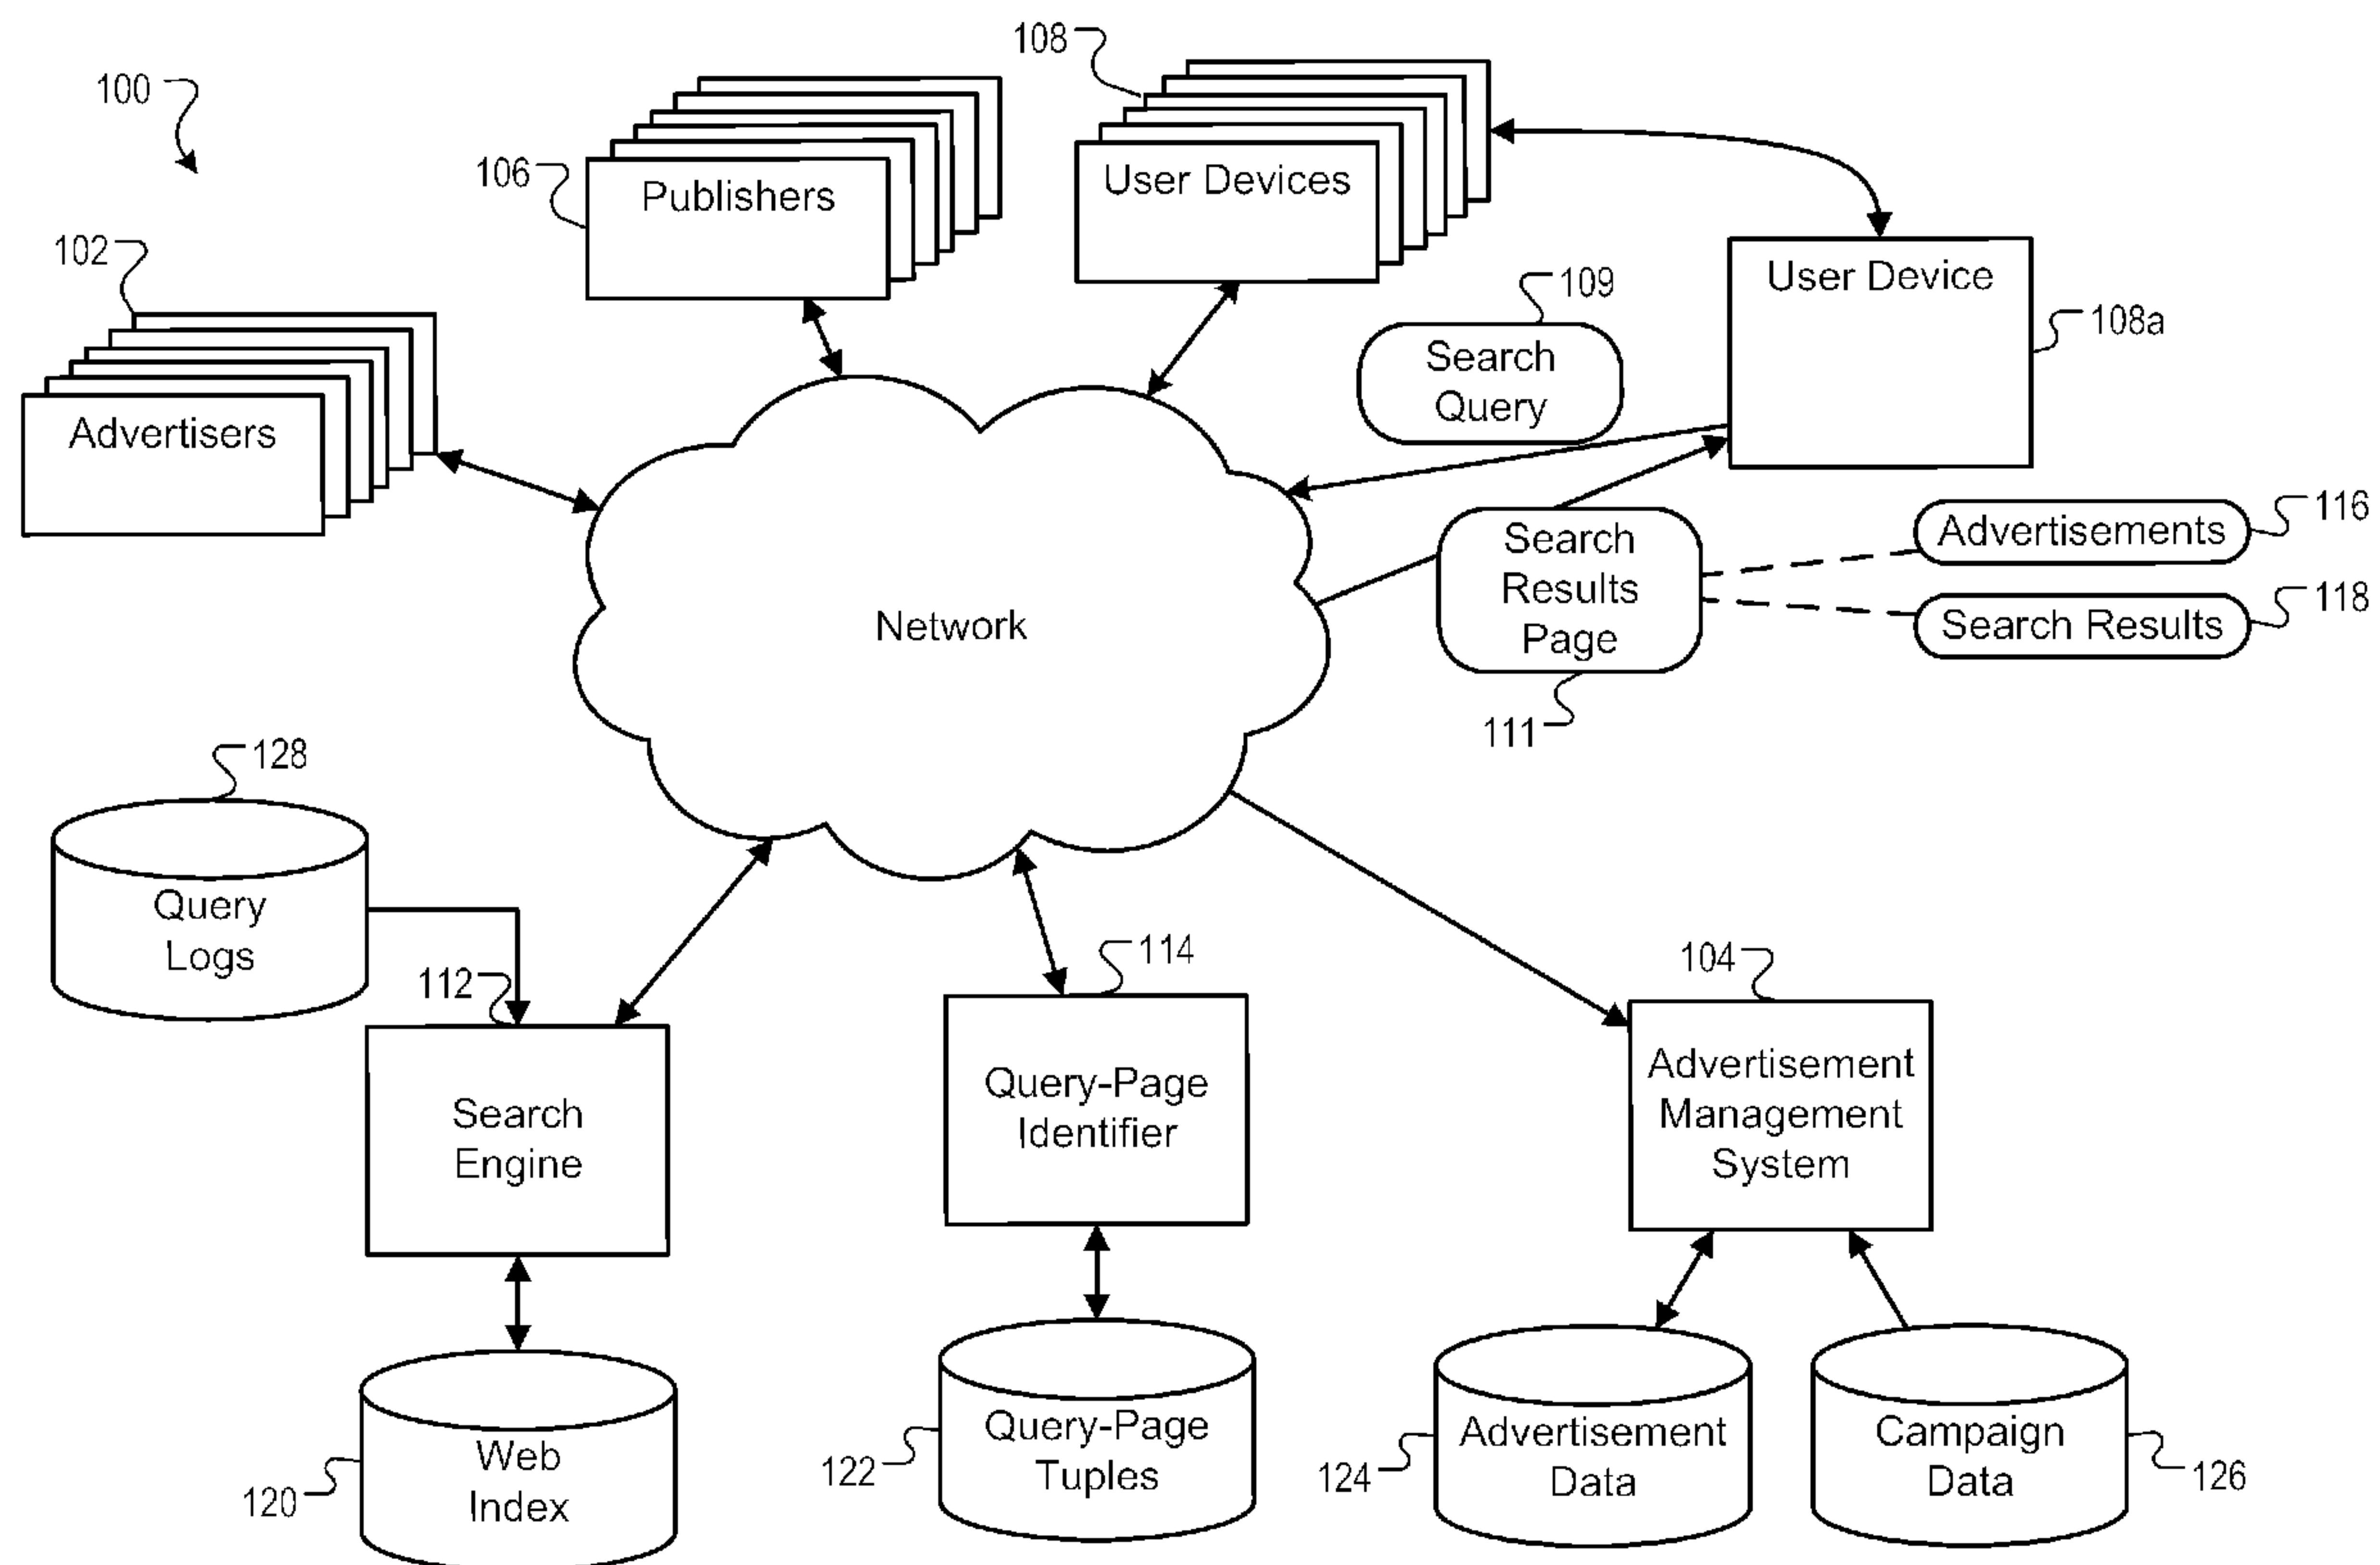 108
100
106
Publishers
User Devices
102
109
User Device
108a
Search
Query
Advertisers
116
Advertisements
Search
Results
Page
118
Search Results
Network
111
128
Query
Logs
112
114
104
Search
Engine
Query-Page
Identifier
Advertisement
Management
System
120
Web
Index
122
Query-Page
Tuples
124
Advertisement
Data
Campaign
Data
126